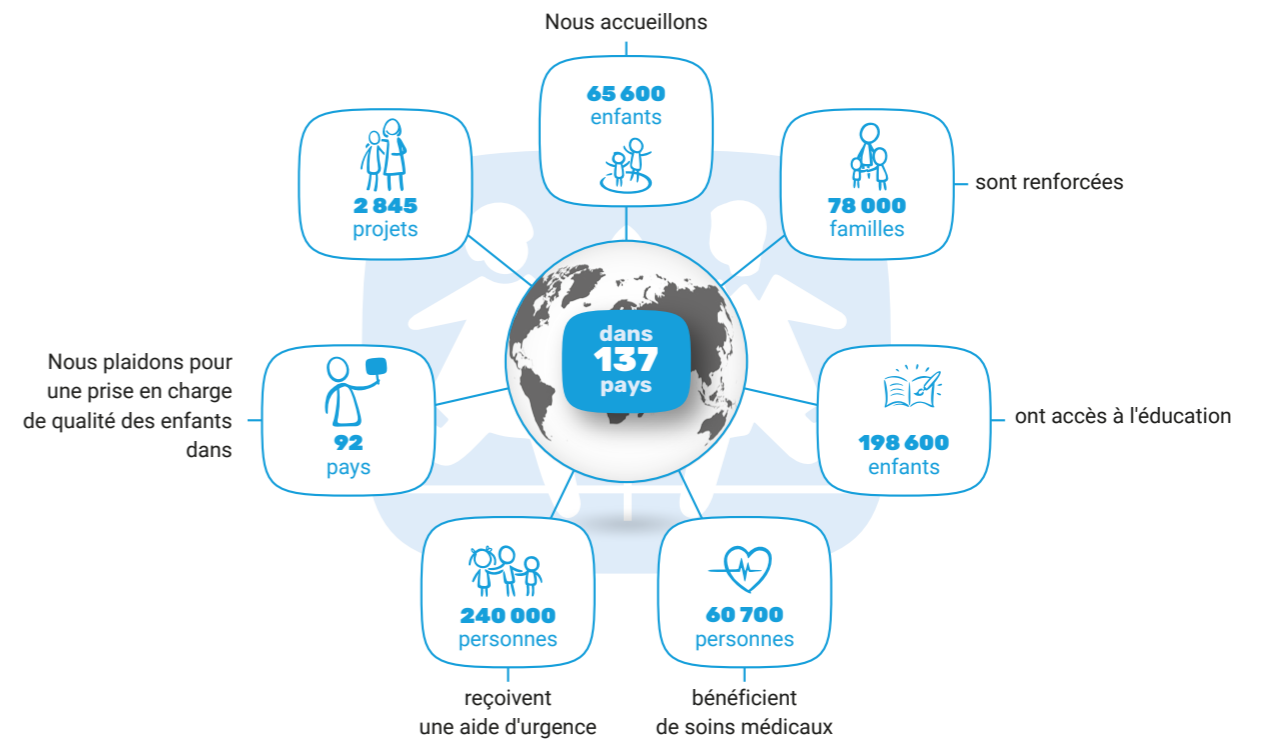 Nous accueillons
65 600
enfants
2 845
projets
78 000
familles
sont renforcées
dans
137
pays
Nous plaidons pour
une prise en charge
de qualité des enfants
dans
92
pays
198 600
enfants
ont accès à l'éducation
240 000
personnes
reçoivent
une aide d'urgence
60 700
personnes
bénéficient
de soins médicaux